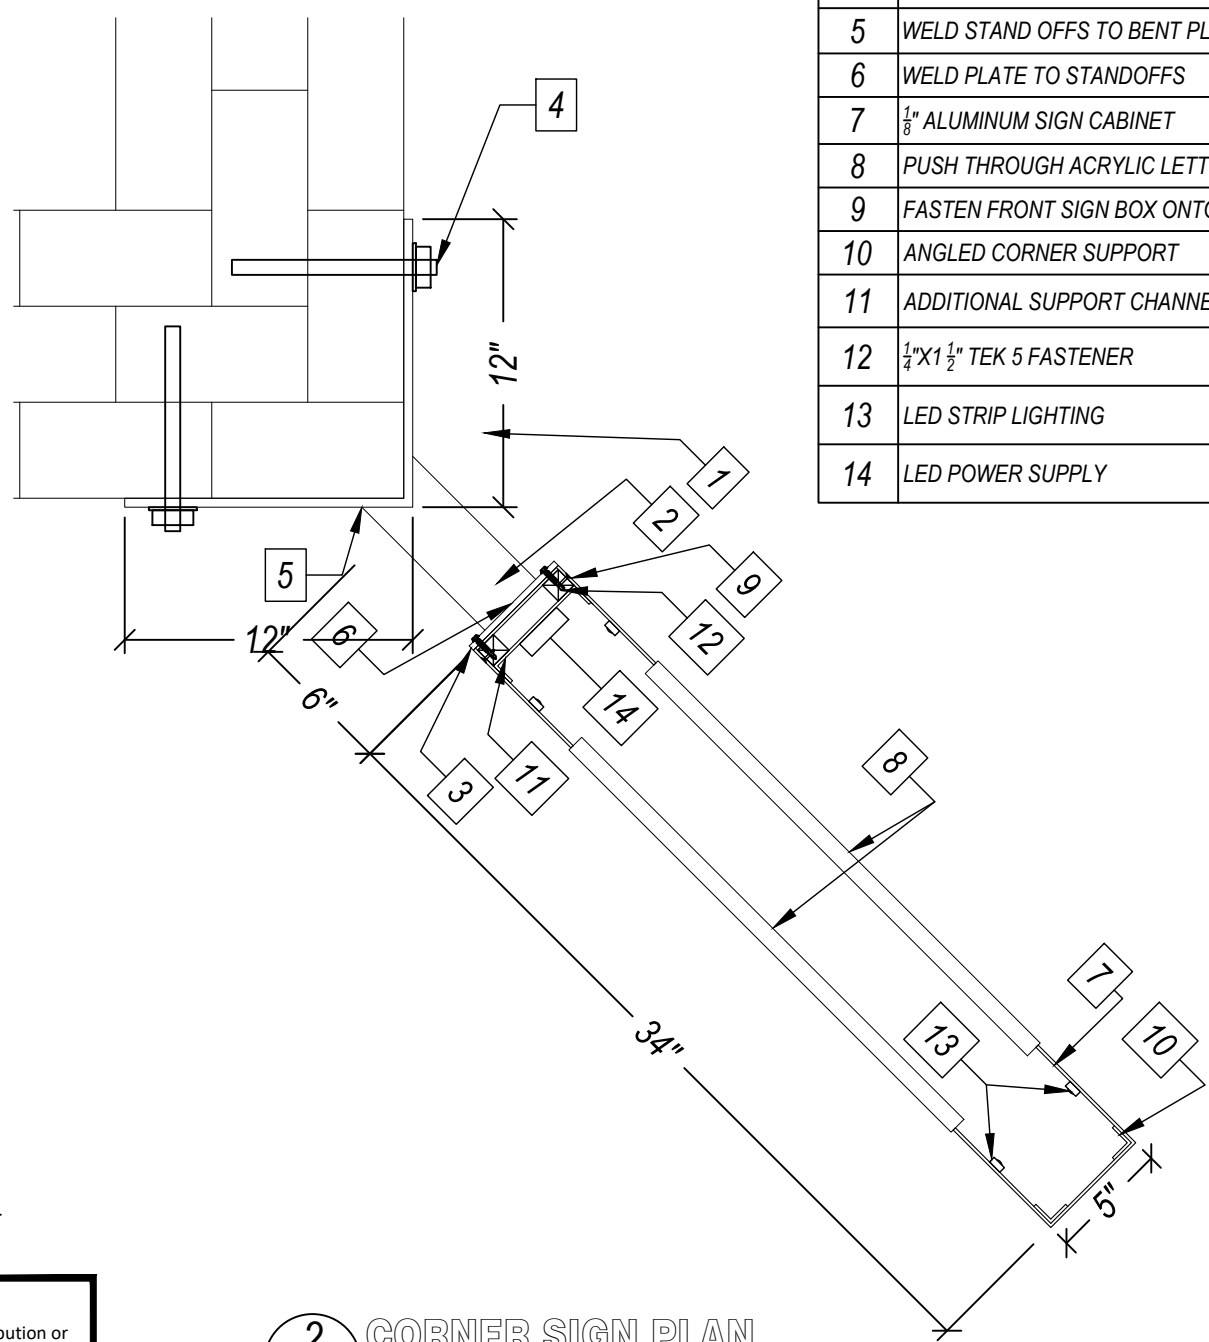 5 WELD STAND OFFS TO BENT PL
6 WELD PLATE TO STANDOFFS
7 1/8" ALUMINUM SIGN CABINET
8 PUSH THROUGH ACRYLIC LETT
9 FASTEN FRONT SIGN BOX ONTO
10 ANGLED CORNER SUPPORT
11 ADDITIONAL SUPPORT CHANNE
12 1/4"X1 1/2" TEK 5 FASTENER
13 LED STRIP LIGHTING
14 LED POWER SUPPLY
4
12"
1
2
5
9
12"
6
12
6"
14
3
11
8
34"
7
13
10
5"
bution or
2 CORNER SIGN PLAN